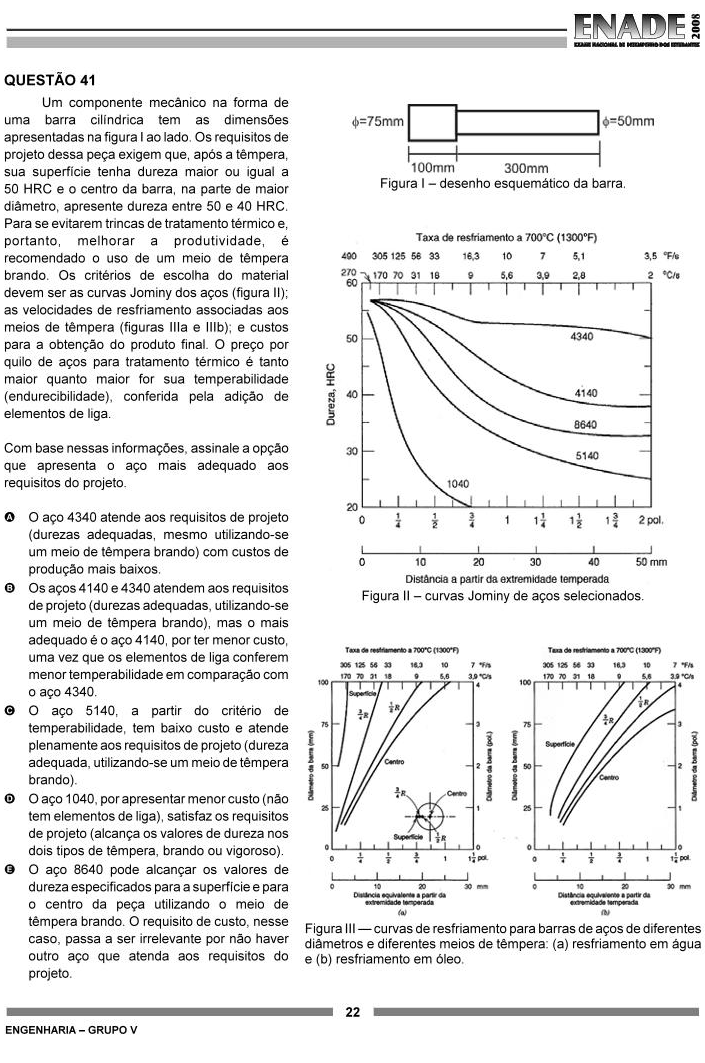 ENADE 2008
EXAME NACIONAL DE DESEMPENHO DOS ESTUDANTES
QUESTÃO 41
Um componente mecânico na forma de
uma barra cilíndrica tem as dimensões
apresentadas na figura I ao lado. Os requisitos de
projeto dessa peça exigem que, após a têmpera,
sua superfície tenha dureza maior ou igual a
50 HRC e o centro da barra, na parte de maior
diâmetro, apresente dureza entre 50 e 40 HRC.
Para se evitarem trincas de tratamento térmico e,
portanto, melhorar a produtividade, é
recomendado o uso de um meio de têmpera
brando. Os critérios de escolha do material
devem ser as curvas Jominy dos aços (figura II);
as velocidades de resfriamento associadas aos
meios de têmpera (figuras IIIa e IIIb); e custos
para a obtenção do produto final. O preço por
quilo de aços para tratamento térmico é tanto
maior quanto maior for sua temperabilidade
(endurecibilidade), conferida pela adição de
elementos de liga.
Com base nessas informações, assinale a opção
que apresenta o aço mais adequado aos
requisitos do projeto.
A O aço 4340 atende aos requisitos de projeto
(durezas adequadas, mesmo utilizando-se
um meio de têmpera brando) com custos de
produção mais baixos.
B Os aços 4140 e 4340 atendem aos requisitos
de projeto (durezas adequadas, utilizando-se
um meio de têmpera brando), mas o mais
adequado é o aço 4140, por ter menor custo,
uma vez que os elementos de liga conferem
menor temperabilidade em comparação com
o aço 4340.
C O aço 5140, a partir do critério de
temperabilidade, tem baixo custo e atende
plenamente aos requisitos de projeto (dureza
adequada, utilizando-se um meio de têmpera
brando).
D O aço 1040, por apresentar menor custo (não
tem elementos de liga), satisfaz os requisitos
de projeto (alcança os valores de dureza nos
dois tipos de têmpera, brando ou vigoroso).
E O aço 8640 pode alcançar os valores de
dureza especificados para a superfície e para
o centro da peça utilizando o meio de
têmpera brando. O requisito de custo, nesse
caso, passa a ser irrelevante por não haver
outro aço que atenda aos requisitos do
projeto.
ϕ=75mm ϕ=50mm
100mm 300mm
Figura I – desenho esquemático da barra.
Taxa de resfriamento a 700°C (1300°F)
490 305 125 56 33 16,3 10 7 5,1 3,5 °F/s
270 170 70 31 18 9 5,6 3,9 2,8 2 °C/s
60
50
40
30
20
Dureza, HRC
4340
4140
8640
5140
1040
0 1/4 1/2 3/4 1 1 1/4 1 1/2 1 3/4 2 pol.
0 10 20 30 40 50 mm
Distância a partir da extremidade temperada
Figura II – curvas Jominy de aços selecionados.
Taxa de resfriamento a 700°C (1300°F)
305 125 56 33 16,3 10 7 °F/s
170 70 31 18 9 5,6 3,9 °C/s
100
75
50
25
0
Diâmetro da barra (mm)
Superfície
3/4 R
1/2 R
Centro
3/4 R
Centro
Superfície
1/2 R
4
3
2
1
0
Diâmetro da barra (pol.)
0 1/4 1/2 3/4 1 1 1/4 pol.
0 10 20 30 mm
Distância equivalente a partir da
extremidade temperada
(a)
Taxa de resfriamento a 700°C (1300°F)
305 125 56 33 16,3 10 7 °F/s
170 70 31 18 9 5,6 3,9 °C/s
100
75
50
25
0
Diâmetro da barra (mm)
Superfície
3/4 R
1/2 R
Centro
4
3
2
1
0
Diâmetro da barra (pol.)
0 1/4 1/2 3/4 1 1 1/4 pol.
0 10 20 30 mm
Distância equivalente a partir da
extremidade temperada
(b)
Figura III — curvas de resfriamento para barras de aços de diferentes
diâmetros e diferentes meios de têmpera: (a) resfriamento em água
e (b) resfriamento em óleo.
22
ENGENHARIA – GRUPO V